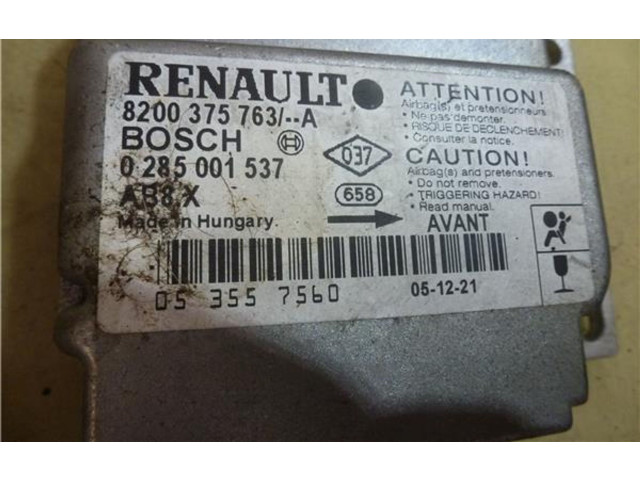 RENAULT
8200 375 763/--A
BOSCH
0 285 001 537
AB8 X
Made in Hungary.
037
658
AVANT
ATTENTION!
Airbag(s) et pretensionneurs
• Ne pas demonter.
• RISQUE DE DECLENCHEMENT!
• Consulter la notice.
CAUTION!
Airbag(s) and pretensioners.
• Do not remove.
• TRIGGERING HAZARD!
• Read manual.
05 355 7560
05-12-21